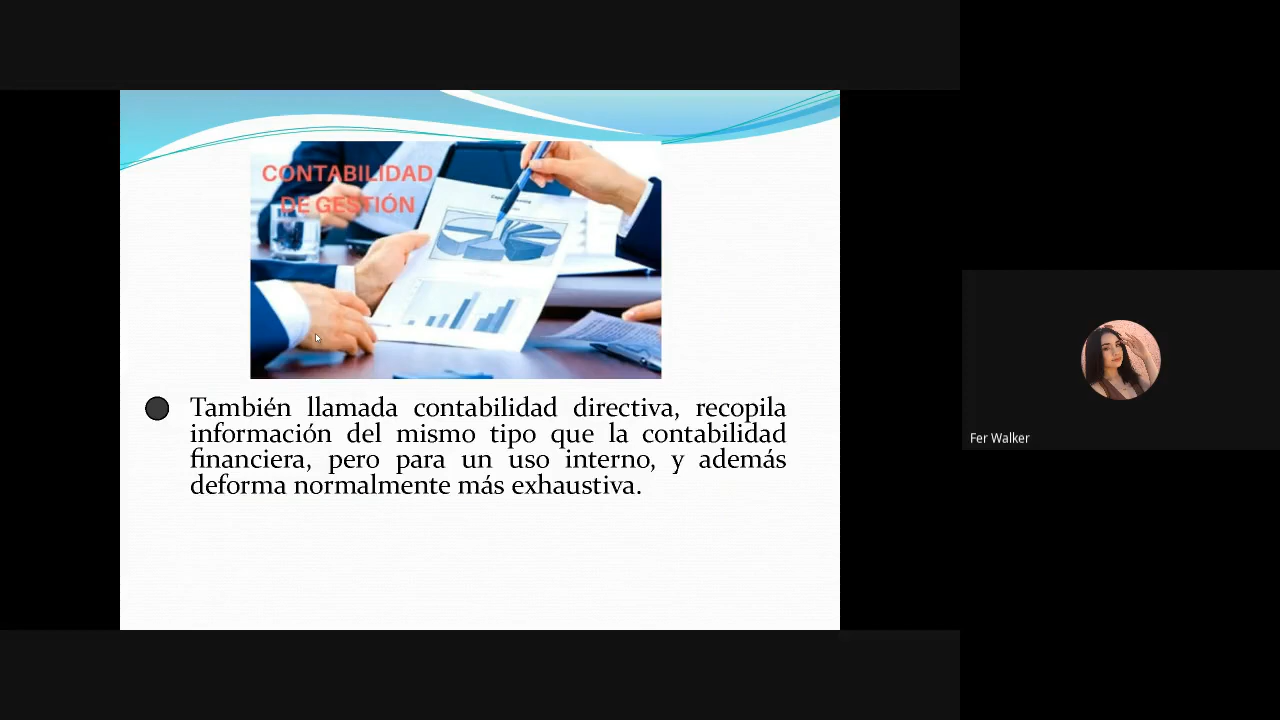 CONTABILIDAD
DE GESTIÓN
También llamada contabilidad directiva, recopila
información del mismo tipo que la contabilidad
financiera, pero para un uso interno, y además
deforma normalmente más exhaustiva.
Fer Walker